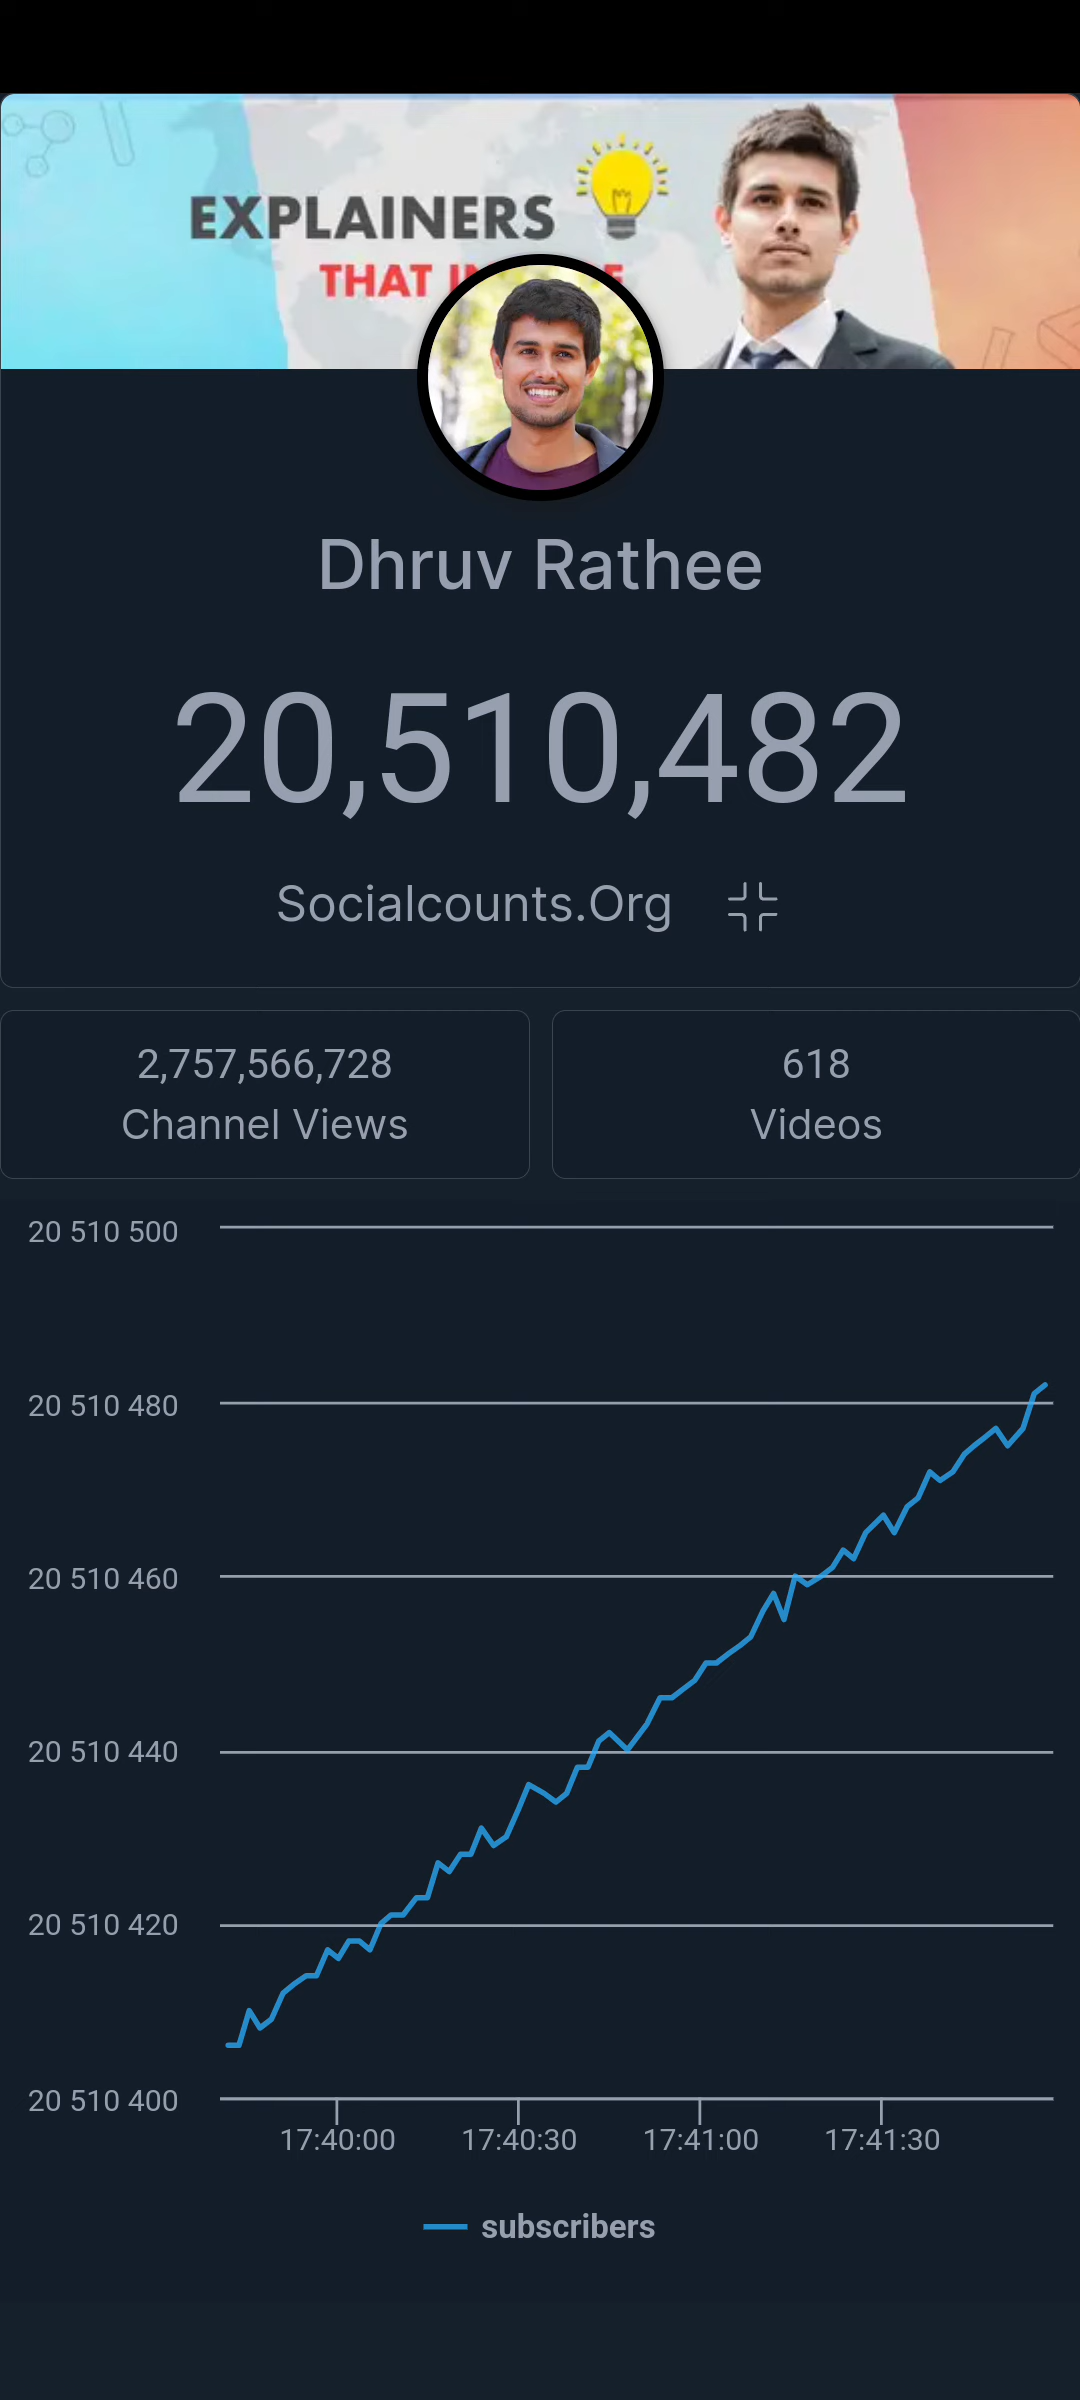 EXPLAINERS
THAT
Dhruv Rathee
20,510,482
Socialcounts.Org
2,757,566,728
Channel Views
618
Videos
20 510 500
20 510 480
20 510 460
20 510 440
20 510 420
20 510 400
17:40:00 17:40:30 17:41:00 17:41:30
subscribers